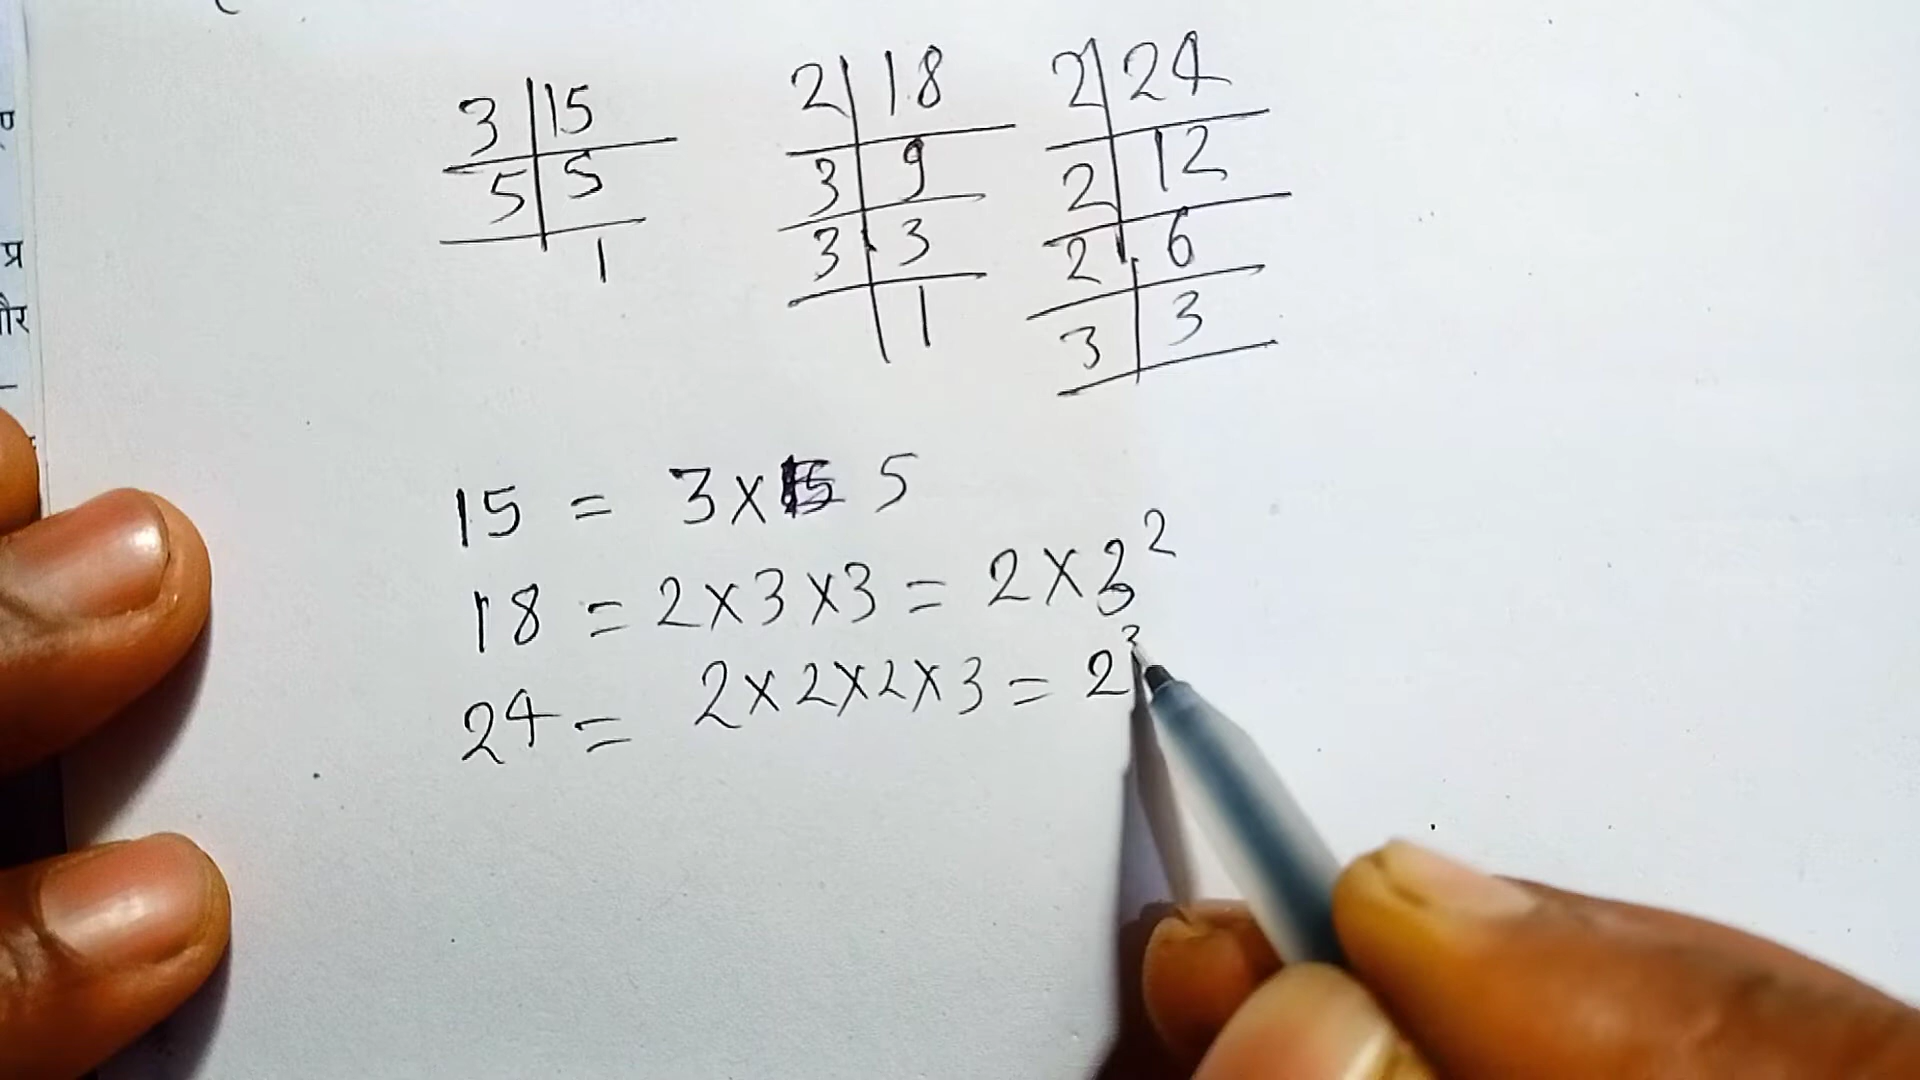 3 | 15
5 | 5
1
2 | 18
3 | 9
3 | 3
1
2 | 24
2 | 12
2 | 6
3 | 3
15 = 3 × 5
18 = 2 × 3 × 3 = 2 × 3²
24 = 2 × 2 × 2 × 3 = 2³
प्र
और